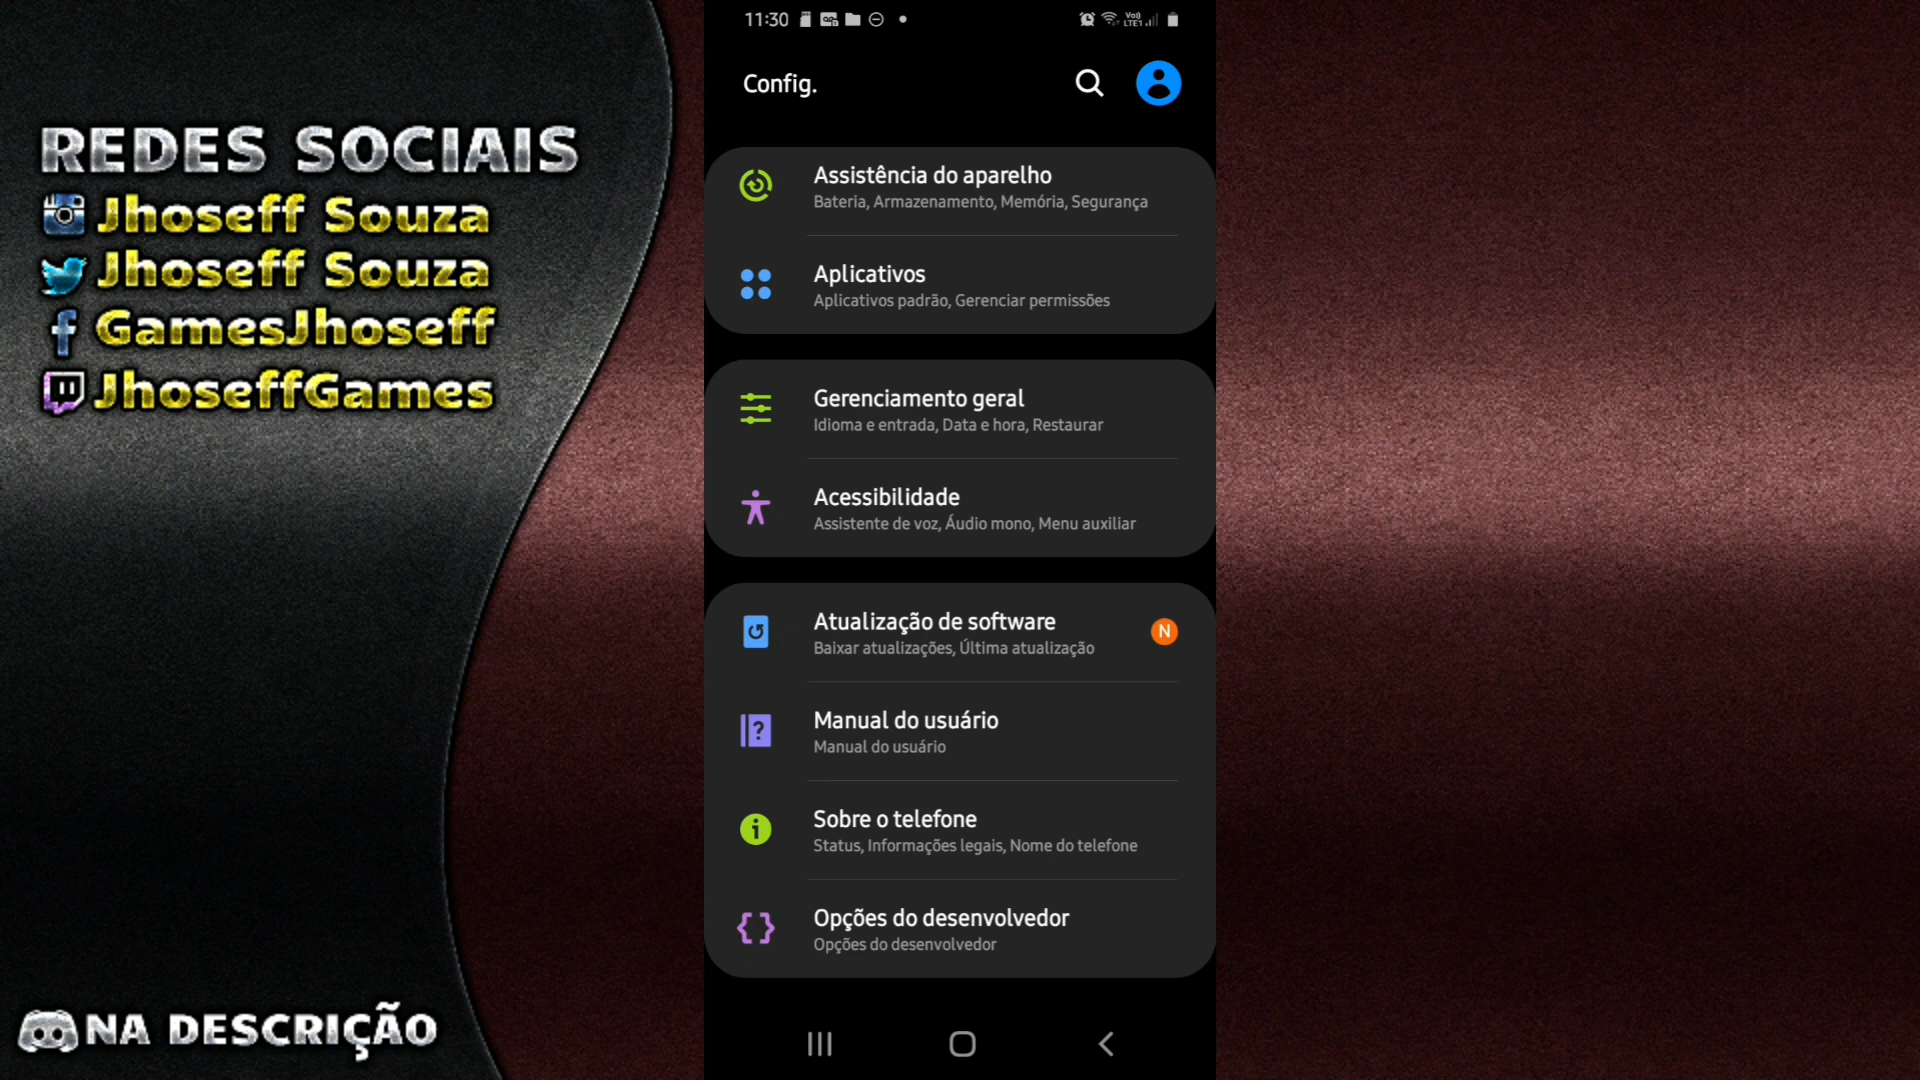 REDES SOCIAIS
Jhoseff Souza
Jhoseff Souza
GamesJhoseff
JhoseffGames
NA DESCRIÇÃO
11:30
Vo))
LTE1
Config.
Assistência do aparelho
Bateria, Armazenamento, Memória, Segurança
Aplicativos
Aplicativos padrão, Gerenciar permissões
Gerenciamento geral
Idioma e entrada, Data e hora, Restaurar
Acessibilidade
Assistente de voz, Áudio mono, Menu auxiliar
Atualização de software
N
Baixar atualizações, Última atualização
Manual do usuário
Manual do usuário
Sobre o telefone
Status, Informações legais, Nome do telefone
Opções do desenvolvedor
Opções do desenvolvedor